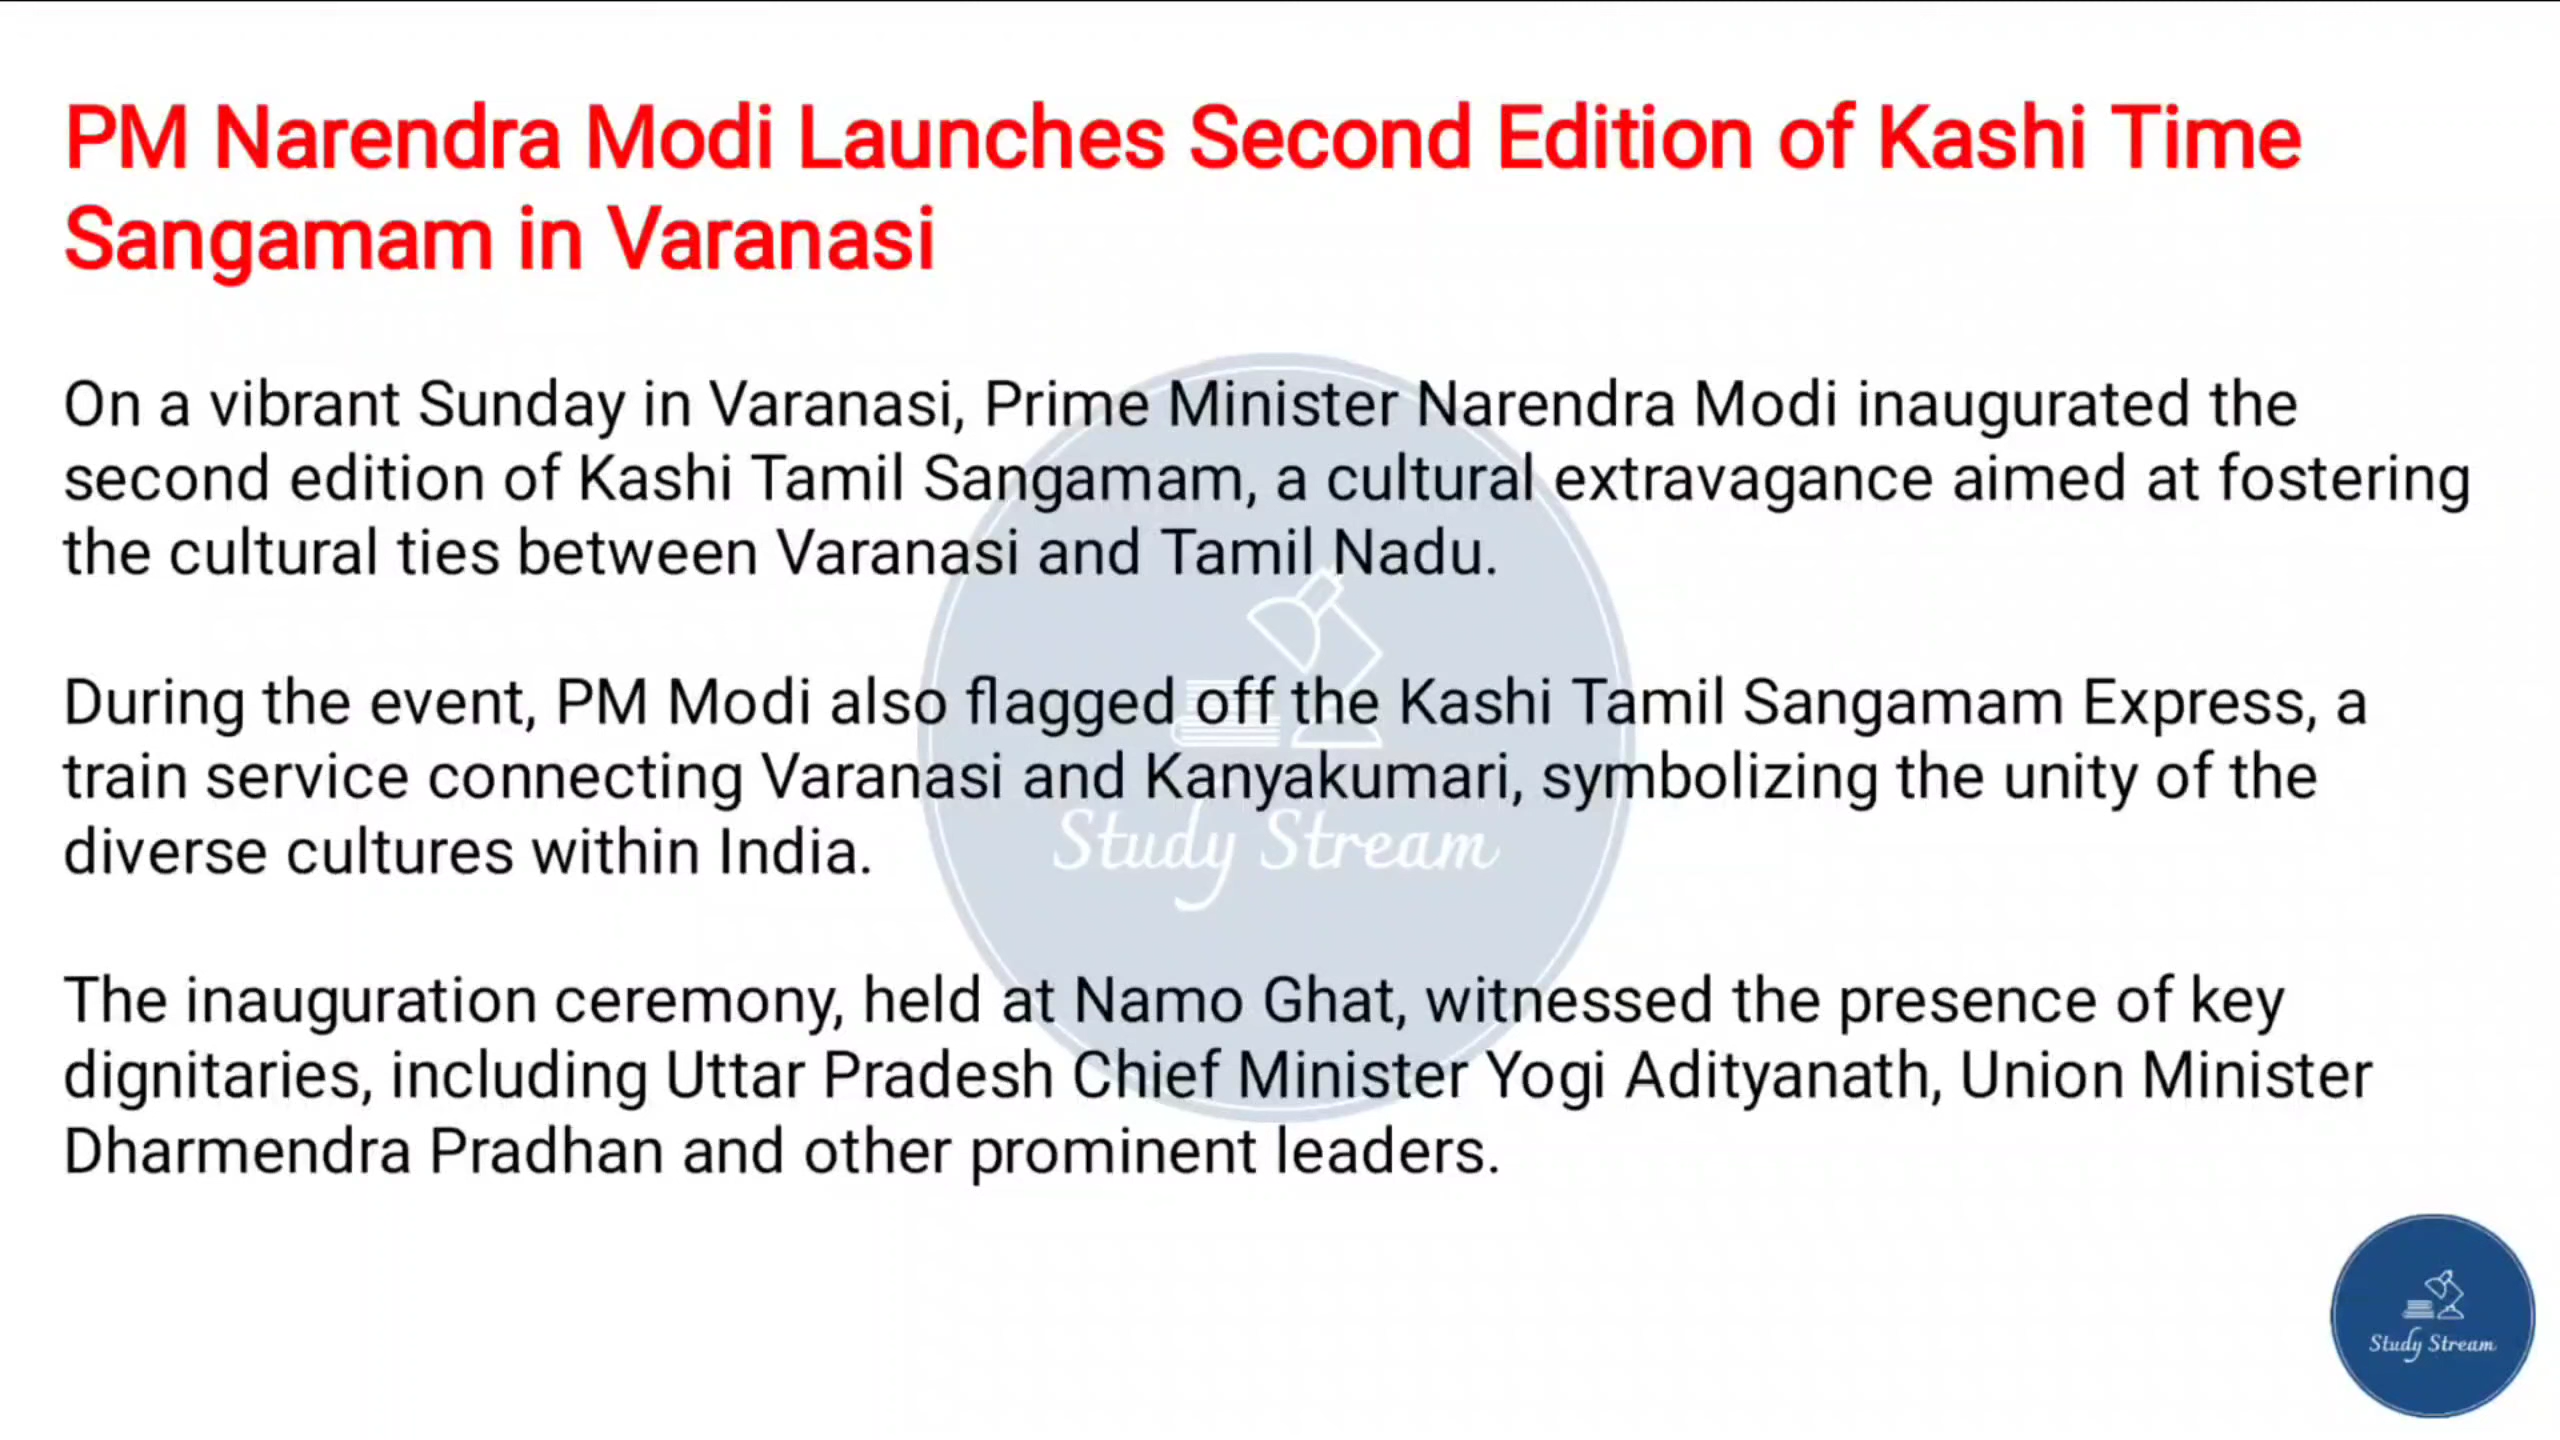 PM Narendra Modi Launches Second Edition of Kashi Time
Sangamam in Varanasi
On a vibrant Sunday in Varanasi, Prime Minister Narendra Modi inaugurated the
second edition of Kashi Tamil Sangamam, a cultural extravagance aimed at fostering
the cultural ties between Varanasi and Tamil Nadu.
During the event, PM Modi also flagged off the Kashi Tamil Sangamam Express, a
train service connecting Varanasi and Kanyakumari, symbolizing the unity of the
diverse cultures within India.
Study Stream
The inauguration ceremony, held at Namo Ghat, witnessed the presence of key
dignitaries, including Uttar Pradesh Chief Minister Yogi Adityanath, Union Minister
Dharmendra Pradhan and other prominent leaders.
Study Stream